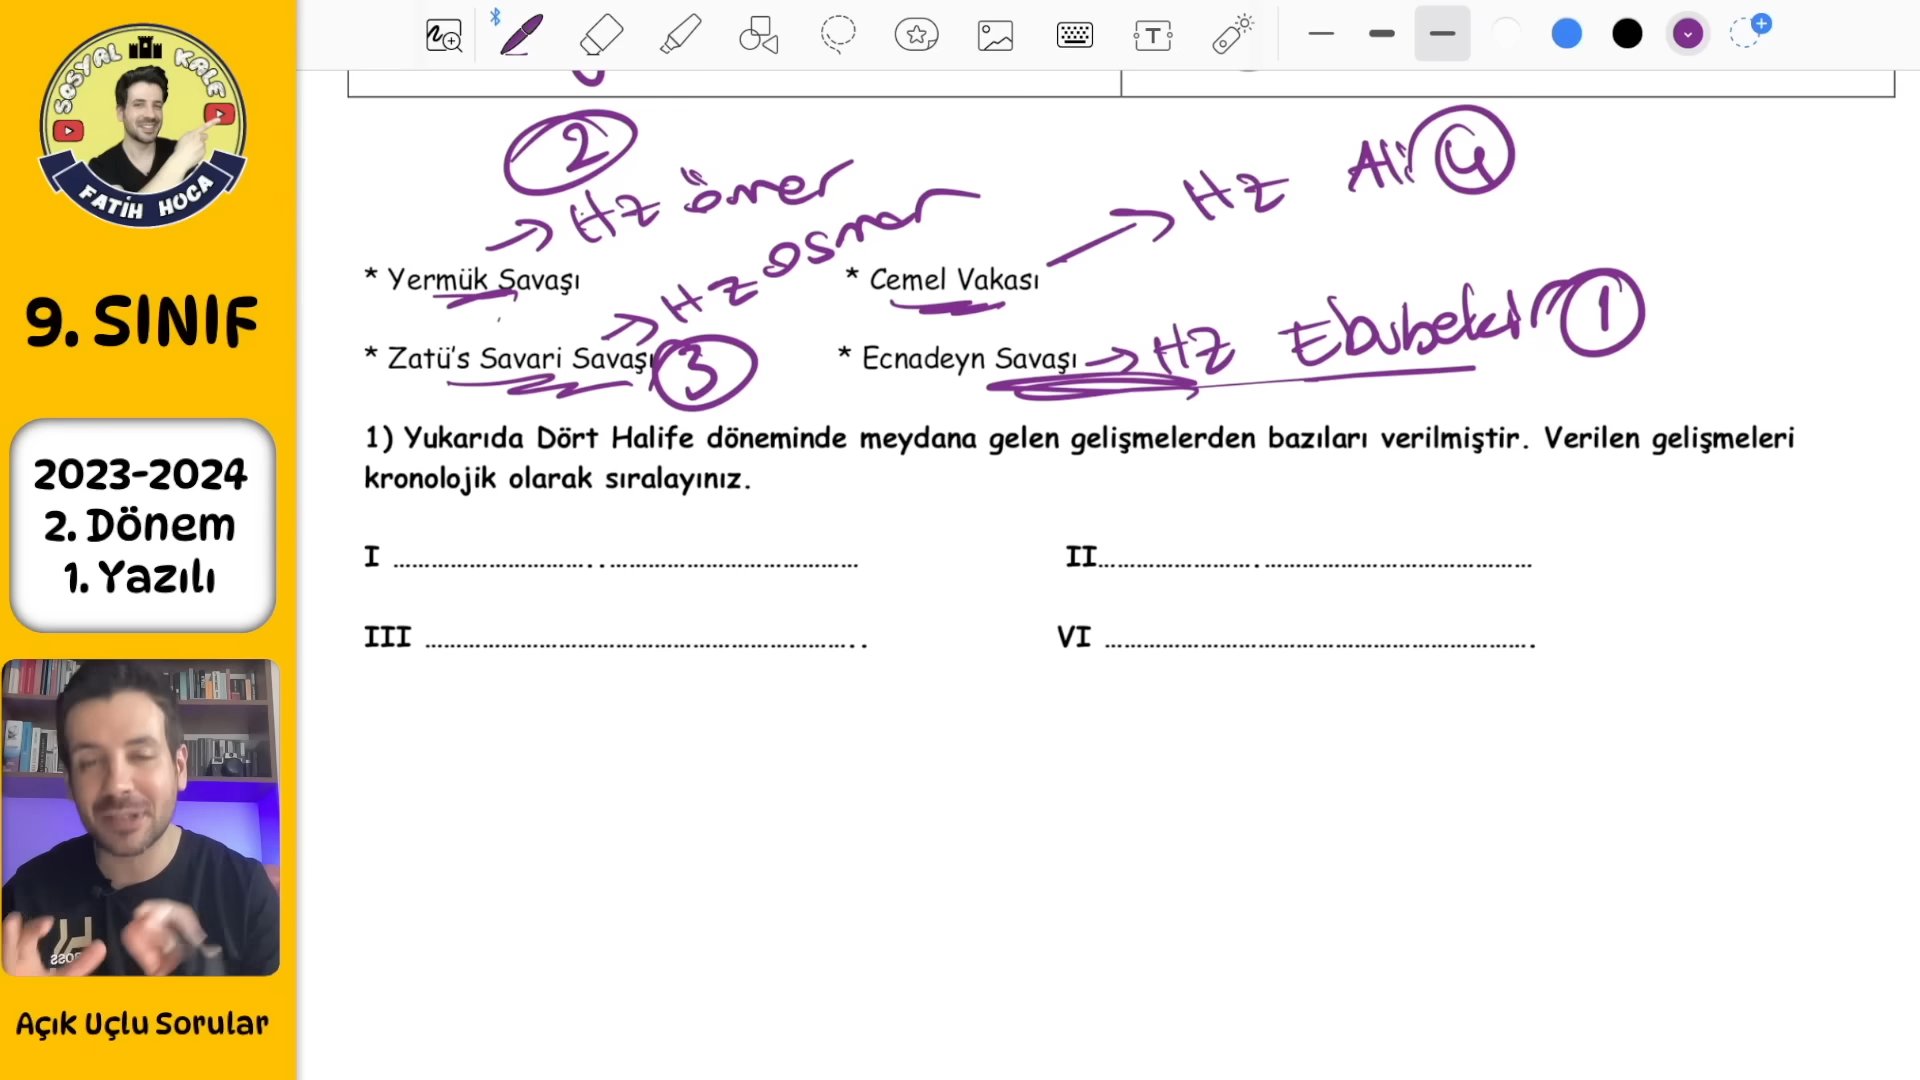 SOSYAL KALE
FATİH HOCA
9. SINIF
2023-2024
2. Dönem
1. Yazılı
Açık Uçlu Sorular
T
2
→ Hz ömer
→ Hz Ali 4
* Yermük Savaşı
→ Hz osman
* Cemel Vakası
* Zatü's Savari Savaşı 3
* Ecnadeyn Savaşı → Hz Ebubekir 1
1) Yukarıda Dört Halife döneminde meydana gelen gelişmelerden bazıları verilmiştir. Verilen gelişmeleri
kronolojik olarak sıralayınız.
I ……………………………..……………………………………
II……………………….………………………………………
III ………………………………………………………………..
VI ……………………………………………………………….